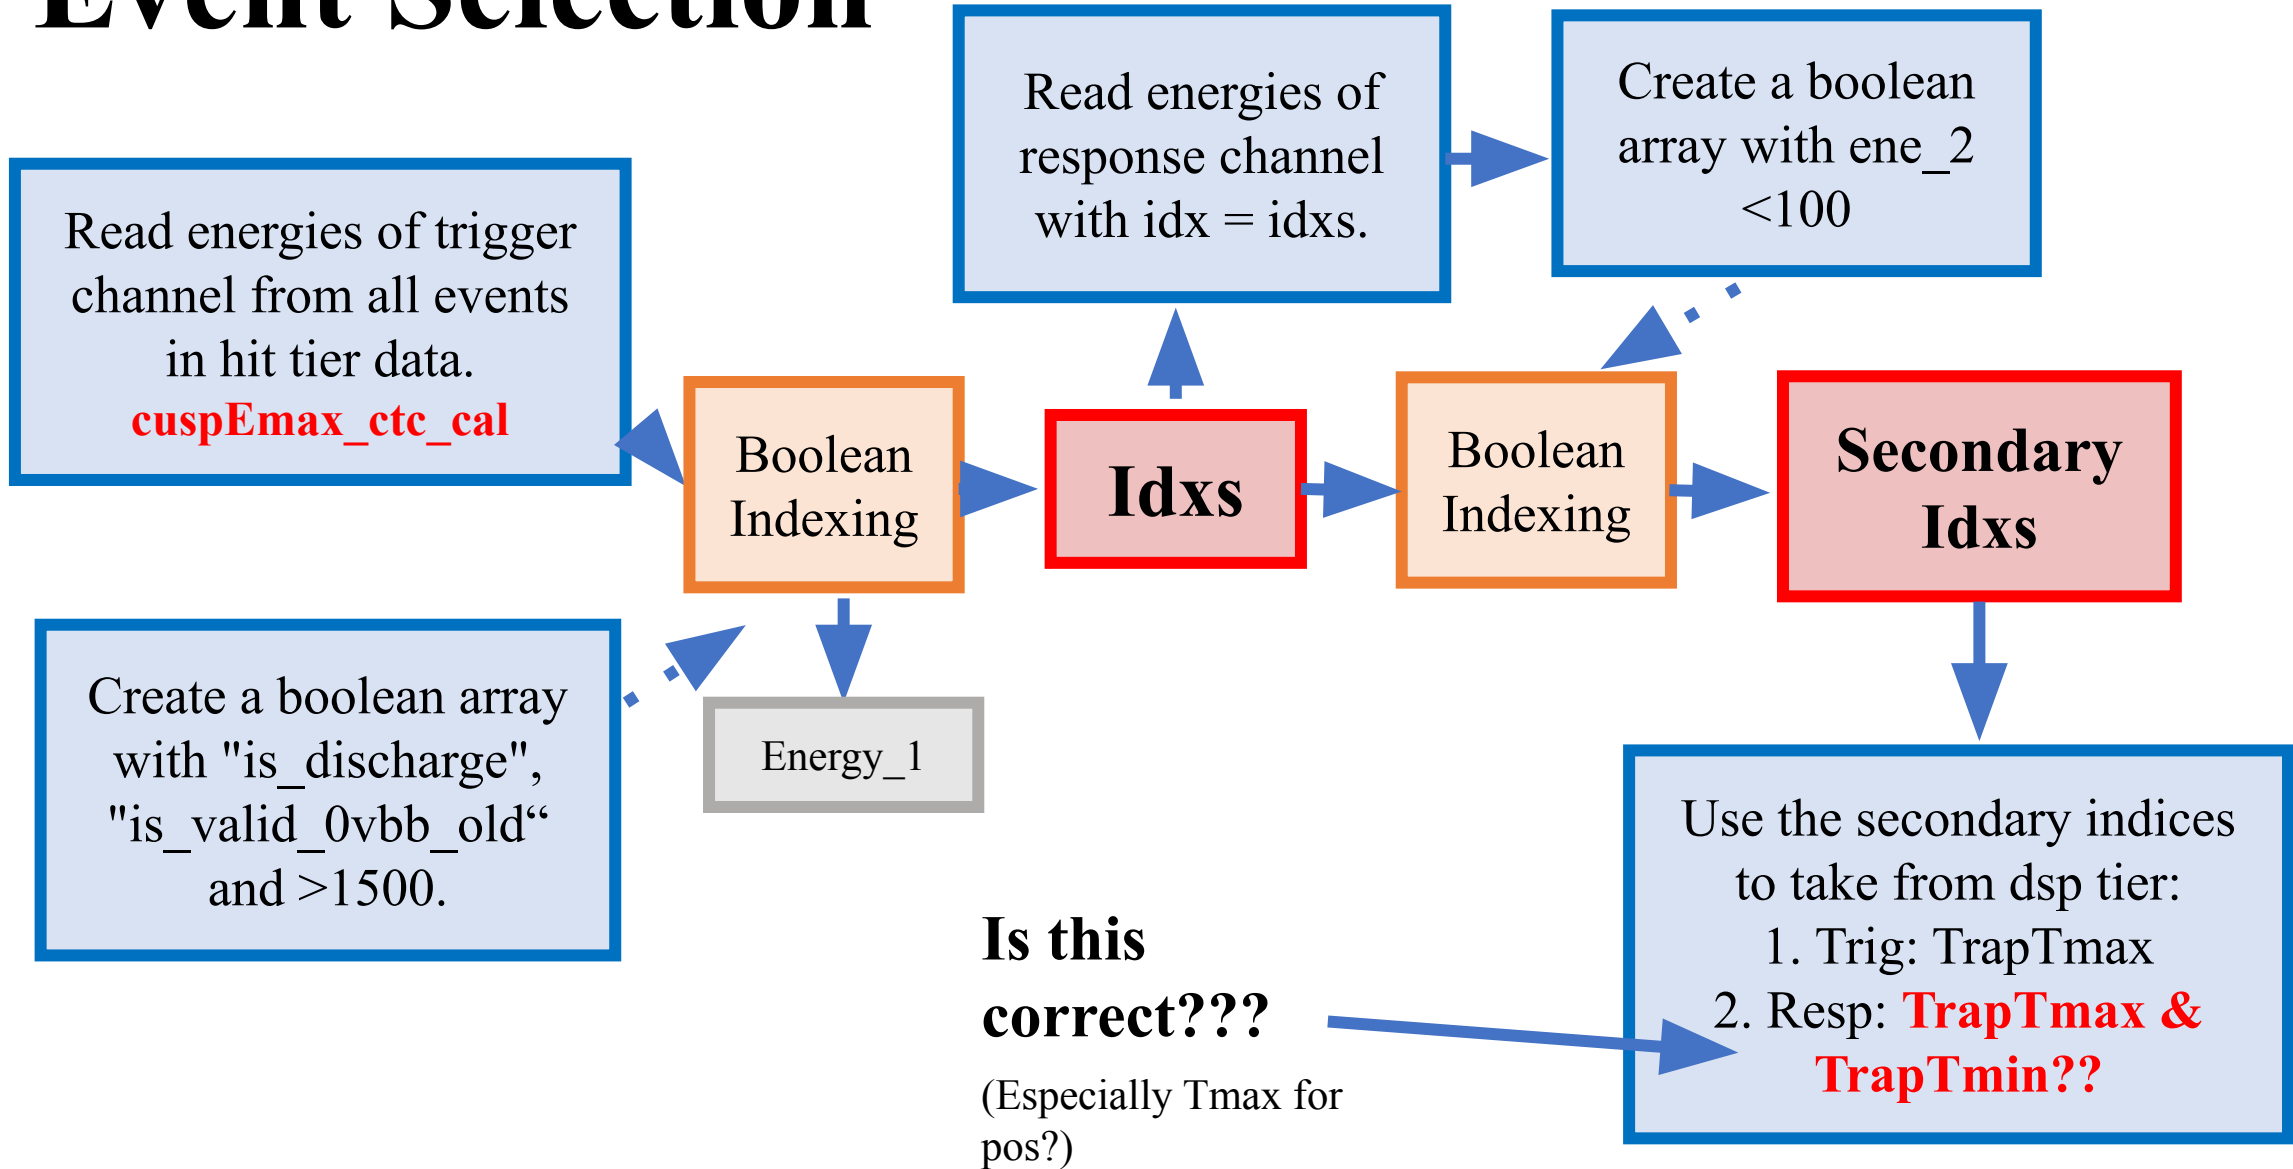 Event Selection
Read energies of trigger
channel from all events
in hit tier data.
cuspEmax_ctc_cal
Create a boolean array
with "is_discharge",
"is_valid_0vbb_old“
and >1500.
Boolean
Indexing
Energy_1
Idxs
Read energies of
response channel
with idx = idxs.
Create a boolean
array with ene_2
<100
Boolean
Indexing
Secondary
Idxs
Use the secondary indices
to take from dsp tier:
1. Trig: TrapTmax
2. Resp: TrapTmax &
TrapTmin??
Is this
correct???
(Especially Tmax for
pos?)